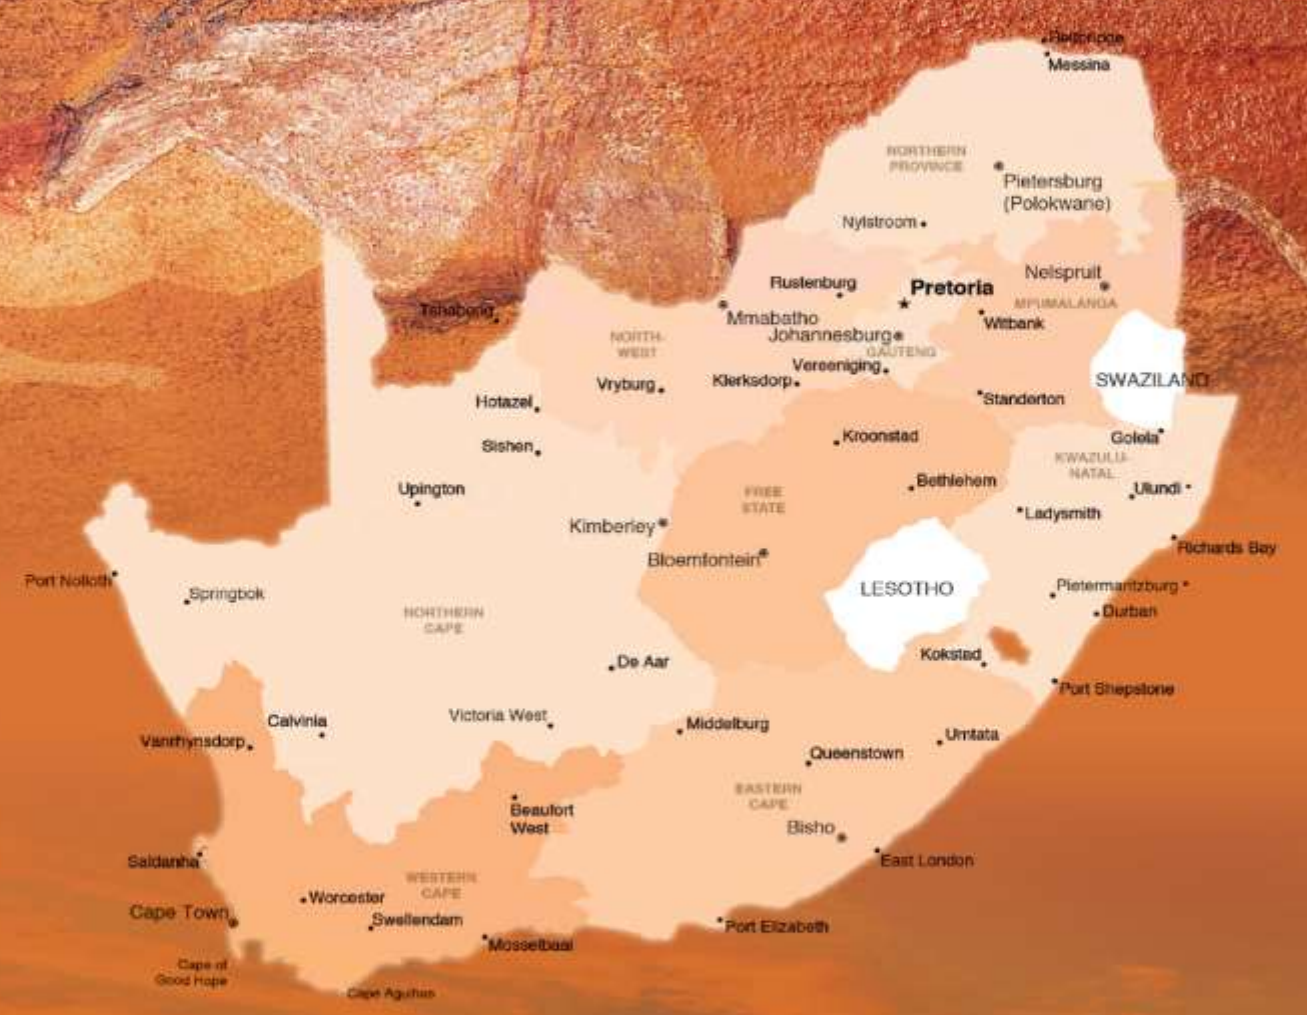 Beitbridge
Messina
NORTHERN
PROVINCE
Pietersburg
(Polokwane)
Nylstroom
Nelspruit
Rustenburg
Pretoria
MPUMALANGA
Tshabong
Mmabatho
Witbank
Johannesburg
NORTH-
WEST
GAUTENG
Vereeniging
Klerksdorp
Vryburg
SWAZILAND
Hotazel
Standerton
Kroonstad
Golela
Sishen
KWAZULU-
NATAL
Bethlehem
Upington
Ulundi *
FREE
STATE
Ladysmith
Kimberley
Richards Bay
Bloemfontein
Port Nolloth
Springbok
LESOTHO
Pietermaritzburg *
Durban
NORTHERN
CAPE
Kokstad
De Aar
Port Shepstone
Calvinia
Victoria West
Middelburg
Vanrhynsdorp
Umtata
Queenstown
EASTERN
CAPE
Beaufort
West
Bisho
Saldanha
East London
WESTERN
CAPE
Worcester
Cape Town
Swellendam
Port Elizabeth
Mosselbaai
Cape of
Good Hope
Cape Agulhas